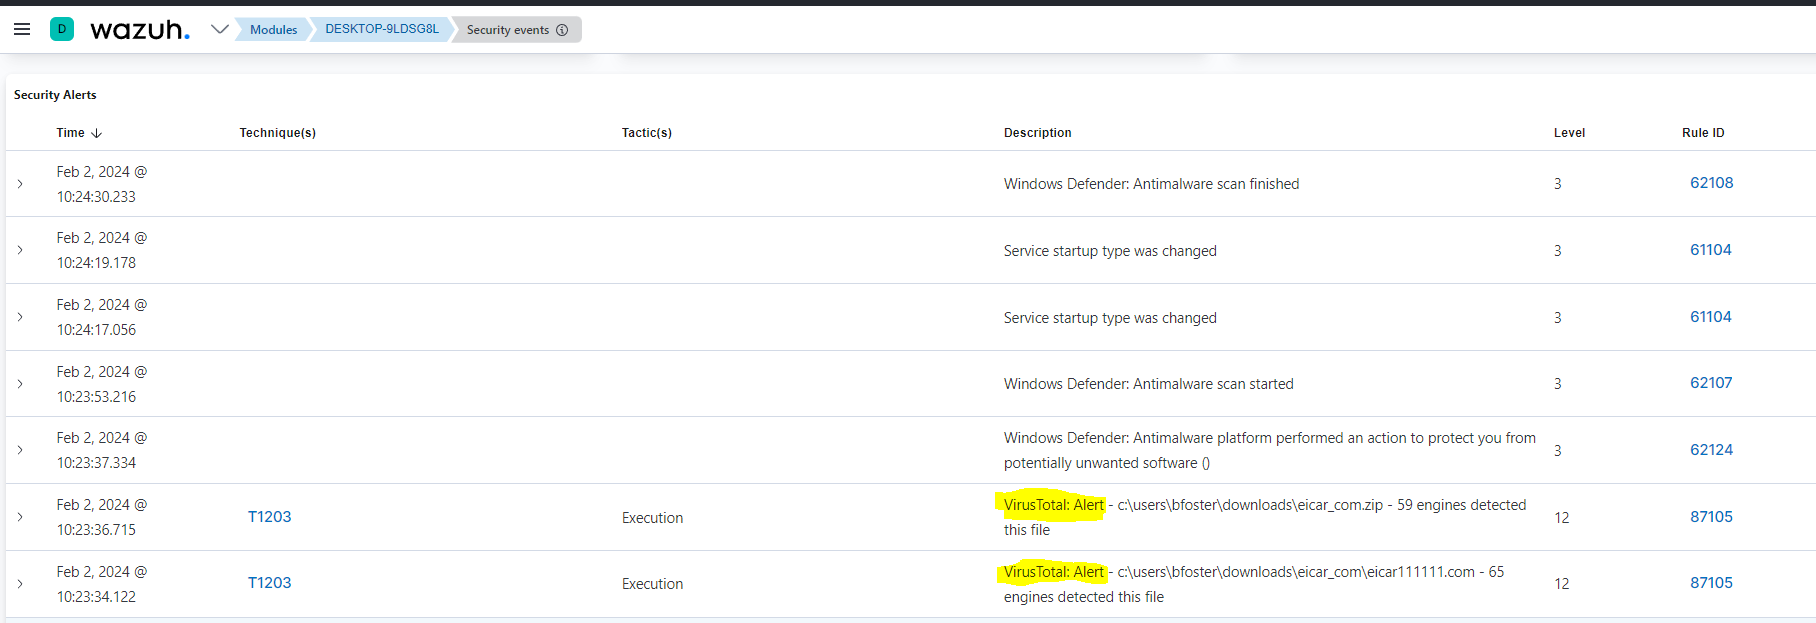 D wazuh. Modules DESKTOP-9LDSG8L Security events
Security Alerts
Time Technique(s) Tactic(s) Description Level Rule ID
Feb 2, 2024 @
10:24:30.233
Windows Defender: Antimalware scan finished 3 62108
Feb 2, 2024 @
10:24:19.178
Service startup type was changed 3 61104
Feb 2, 2024 @
10:24:17.056
Service startup type was changed 3 61104
Feb 2, 2024 @
10:23:53.216
Windows Defender: Antimalware scan started 3 62107
Feb 2, 2024 @
10:23:37.334
Windows Defender: Antimalware platform performed an action to protect you from
potentially unwanted software ()
3 62124
Feb 2, 2024 @
10:23:36.715
T1203 Execution
VirusTotal: Alert - c:\users\bfoster\downloads\eicar_com.zip - 59 engines detected
this file
12 87105
Feb 2, 2024 @
10:23:34.122
T1203 Execution
VirusTotal: Alert - c:\users\bfoster\downloads\eicar_com\eicar111111.com - 65
engines detected this file
12 87105